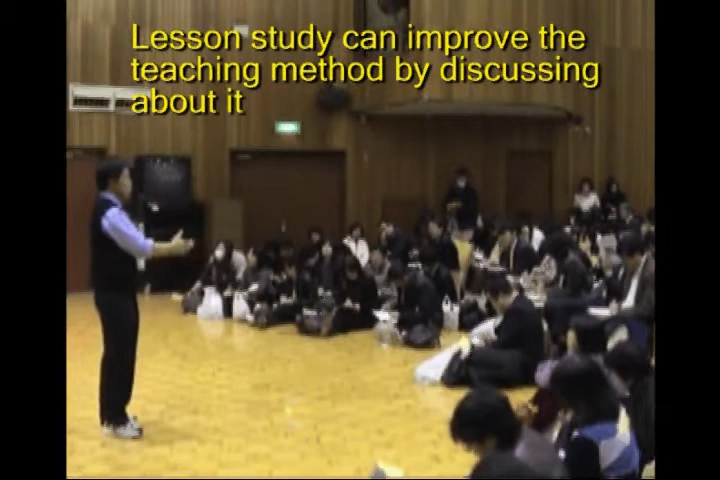 Lesson study can improve the
teaching method by discussing
about it